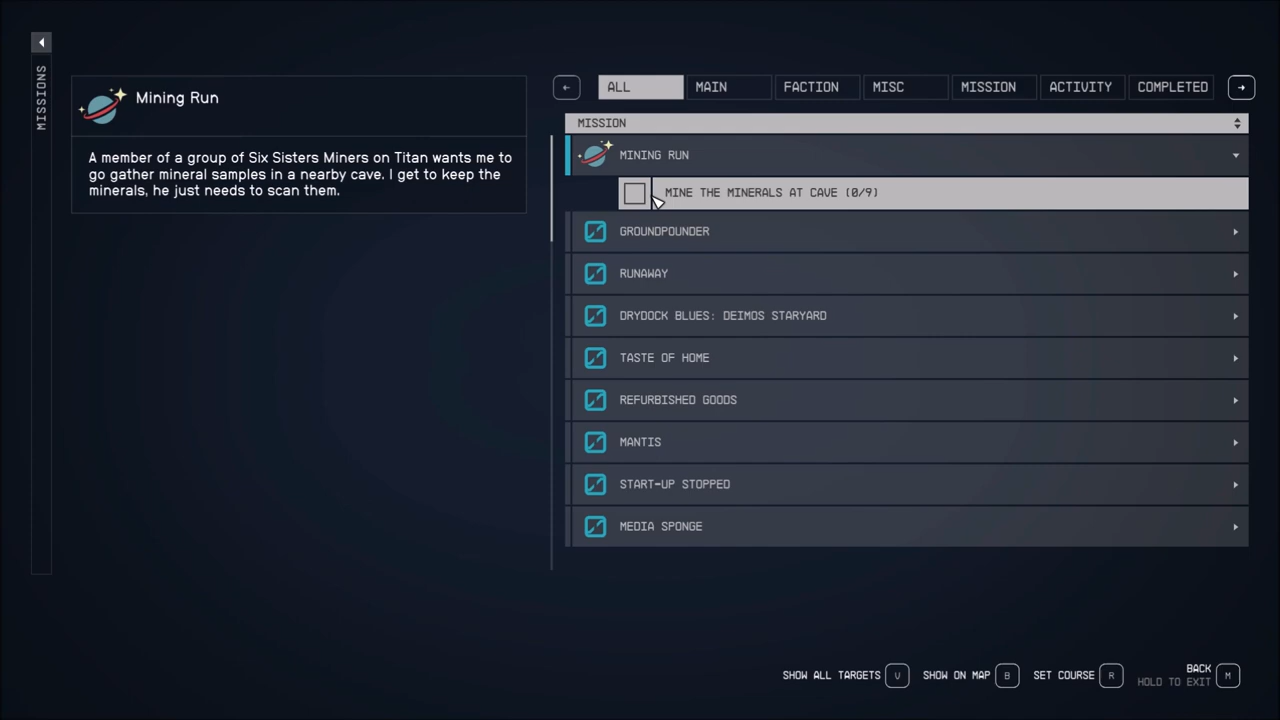 MISSIONS
Mining Run
A member of a group of Six Sisters Miners on Titan wants me to
go gather mineral samples in a nearby cave. I get to keep the
minerals, he just needs to scan them.
ALL MAIN FACTION MISC MISSION ACTIVITY COMPLETED
MISSION
MINING RUN
MINE THE MINERALS AT CAVE (0/9)
GROUNDPOUNDER
RUNAWAY
DRYDOCK BLUES: DEIMOS STARYARD
TASTE OF HOME
REFURBISHED GOODS
MANTIS
START-UP STOPPED
MEDIA SPONGE
SHOW ALL TARGETS V SHOW ON MAP B SET COURSE R BACK M
HOLD TO EXIT